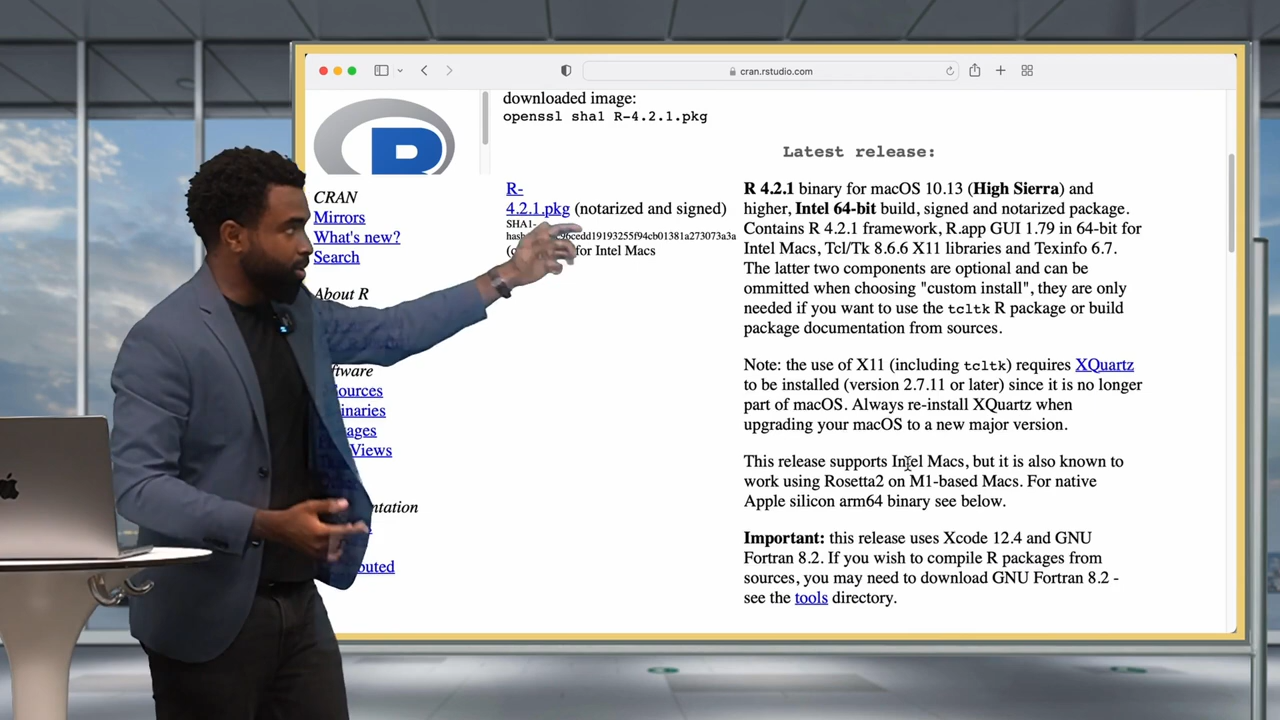 cran.rstudio.com
R
CRAN
Mirrors
What's new?
Search
About R
Software
Sources
downloaded image:
openssl sha1 R-4.2.1.pkg
Latest release:
R-
4.2.1.pkg (notarized and signed)
SHA1-
for Intel Macs
R 4.2.1 binary for macOS 10.13 (High Sierra) and
higher, Intel 64-bit build, signed and notarized package.
Contains R 4.2.1 framework, R.app GUI 1.79 in 64-bit for
Intel Macs, Tcl/Tk 8.6.6 X11 libraries and Texinfo 6.7.
The latter two components are optional and can be
ommitted when choosing "custom install", they are only
needed if you want to use the tcltk R package or build
package documentation from sources.
Note: the use of X11 (including tcltk) requires XQuartz
to be installed (version 2.7.11 or later) since it is no longer
part of macOS. Always re-install XQuartz when
upgrading your macOS to a new major version.
This release supports Intel Macs, but it is also known to
work using Rosetta2 on M1-based Macs. For native
Apple silicon arm64 binary see below.
Important: this release uses Xcode 12.4 and GNU
Fortran 8.2. If you wish to compile R packages from
sources, you may need to download GNU Fortran 8.2 -
see the tools directory.